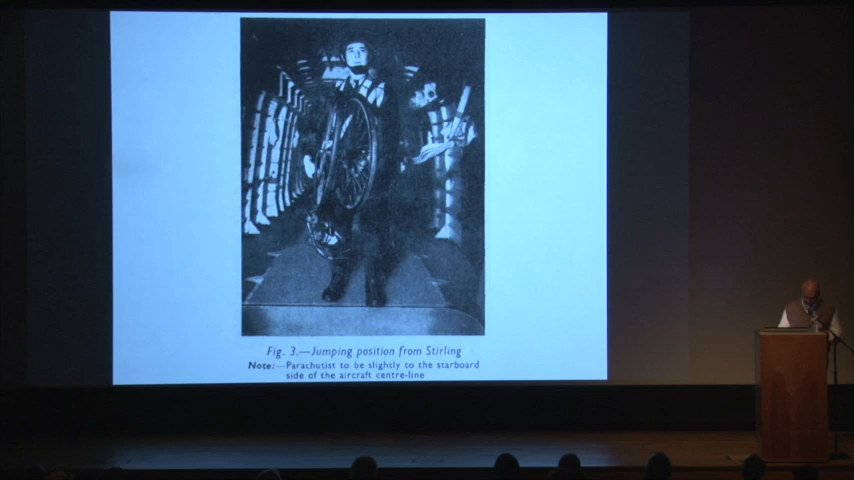 Fig. 3.—Jumping position from Stirling
Note:—Parachutist to be slightly to the starboard
side of the aircraft centre-line